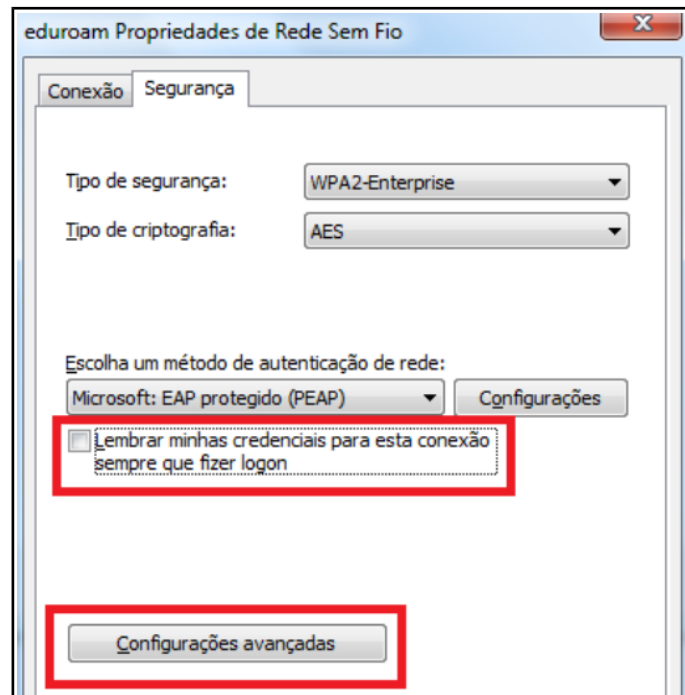 eduroam Propriedades de Rede Sem Fio
Conexão
Segurança
Tipo de segurança:
WPA2-Enterprise
Tipo de criptografia:
AES
Escolha um método de autenticação de rede:
Microsoft: EAP protegido (PEAP)
Configurações
Lembrar minhas credenciais para esta conexão
sempre que fizer logon
Configurações avançadas